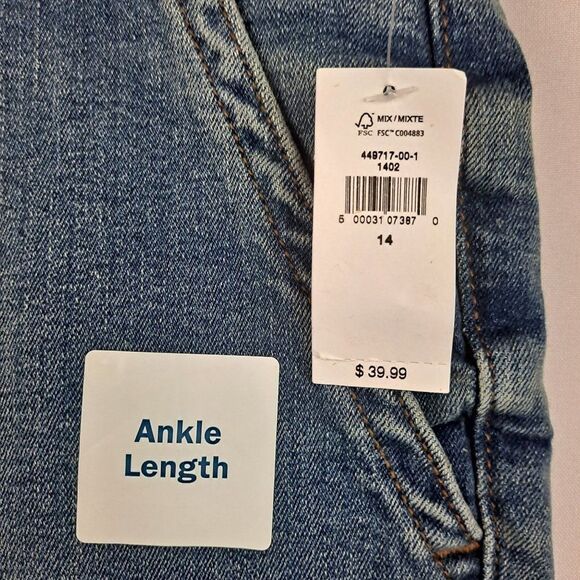 MIX / MIXTE
FSC FSC™ C004883
449717-00-1
1402
5 00031 07387 0
14
$ 39.99
Ankle
Length